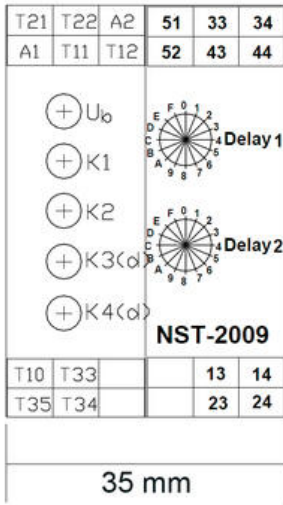 T21 T22 A2 51 33 34
A1 T11 T12 52 43 44
Ub
K1
K2
K3(d)
K4(d)
0 1 2 3 4 5 6 7 8 9 A B C D E F
Delay 1
0 1 2 3 4 5 6 7 8 9 A B C D E F
Delay 2
NST-2009
T10 T33 13 14
T35 T34 23 24
35 mm